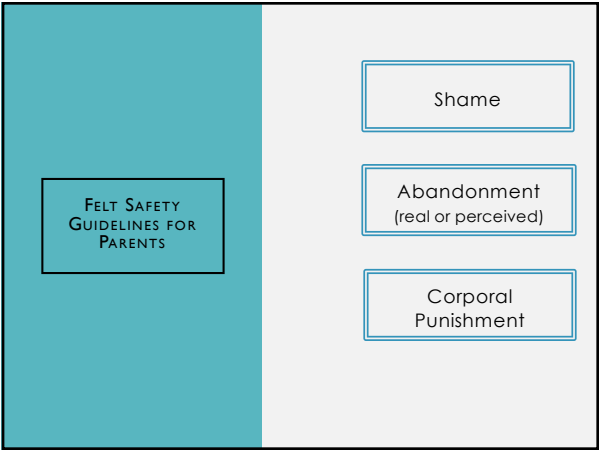 Felt Safety
Guidelines for
Parents
Shame
Abandonment
(real or perceived)
Corporal
Punishment